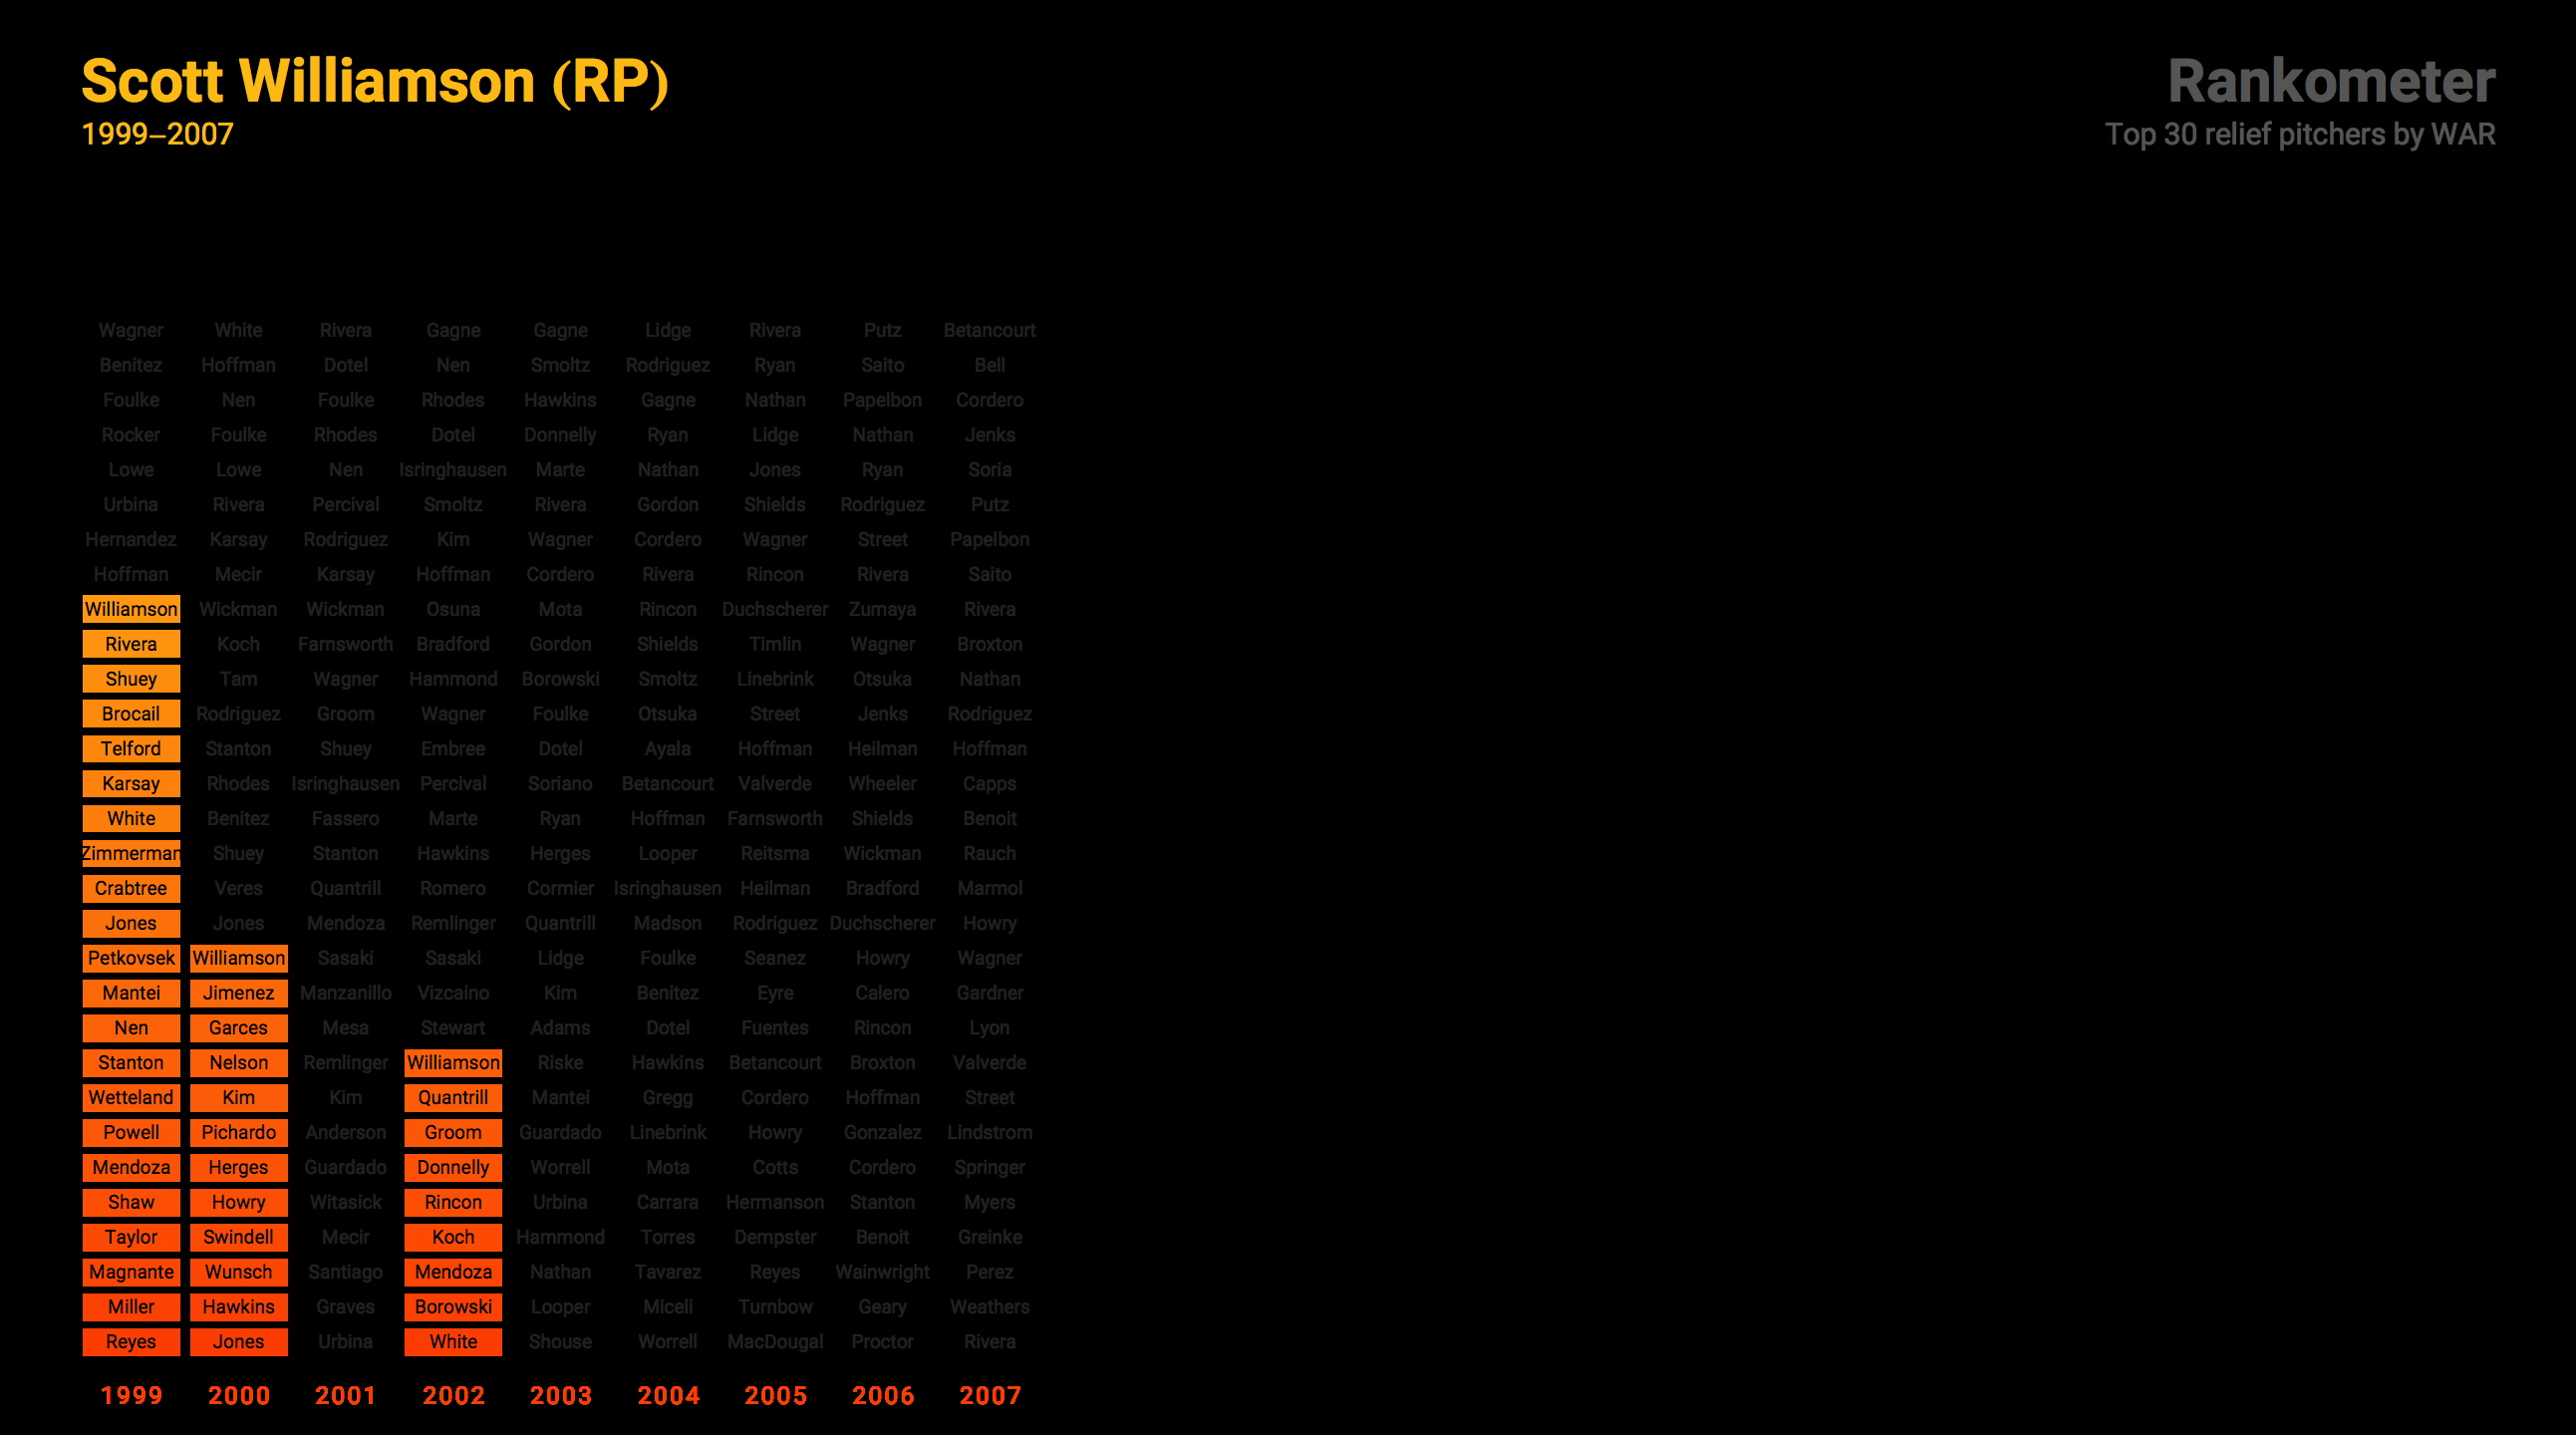 Scott Williamson (RP)
1999–2007
Rankometer
Top 30 relief pitchers by WAR
Wagner White Rivera Gagne Gagne Lidge Rivera Putz Betancourt
Benitez Hoffman Dotel Nen Smoltz Rodriguez Ryan Saito Bell
Foulke Nen Foulke Rhodes Hawkins Gagne Nathan Papelbon Cordero
Rocker Foulke Rhodes Dotel Donnelly Ryan Lidge Nathan Jenks
Lowe Lowe Nen Isringhausen Marte Nathan Jones Ryan Soria
Urbina Rivera Percival Smoltz Rivera Gordon Shields Rodriguez Putz
Hernandez Karsay Rodriguez Kim Wagner Cordero Wagner Street Papelbon
Hoffman Mecir Karsay Hoffman Cordero Rivera Rincon Rivera Saito
Williamson Wickman Wickman Osuna Mota Rincon Duchscherer Zumaya Rivera
Rivera Koch Farnsworth Bradford Gordon Shields Timlin Wagner Broxton
Shuey Tam Wagner Hammond Borowski Smoltz Linebrink Otsuka Nathan
Brocail Rodriguez Groom Wagner Foulke Otsuka Street Jenks Rodriguez
Telford Stanton Shuey Embree Dotel Ayala Hoffman Heilman Hoffman
Karsay Rhodes Isringhausen Percival Soriano Betancourt Valverde Wheeler Capps
White Benitez Fassero Marte Ryan Hoffman Farnsworth Shields Benoit
Zimmerman Shuey Stanton Hawkins Herges Looper Reitsma Wickman Rauch
Crabtree Veres Quantrill Romero Cormier Isringhausen Heilman Bradford Marmol
Jones Jones Mendoza Remlinger Quantrill Madson Rodriguez Duchscherer Howry
Petkovsek Williamson Sasaki Sasaki Lidge Foulke Seanez Howry Wagner
Mantei Jimenez Manzanillo Vizcaino Kim Benitez Eyre Calero Gardner
Nen Garces Mesa Stewart Adams Dotel Fuentes Rincon Lyon
Stanton Nelson Remlinger Williamson Riske Hawkins Betancourt Broxton Valverde
Wetteland Kim Kim Quantrill Mantei Gregg Cordero Hoffman Street
Powell Pichardo Anderson Groom Guardado Linebrink Howry Gonzalez Lindstrom
Mendoza Herges Guardado Donnelly Worrell Mota Cotts Cordero Springer
Shaw Howry Witasick Rincon Urbina Carrara Hermanson Stanton Myers
Taylor Swindell Mecir Koch Hammond Torres Dempster Benoit Greinke
Magnante Wunsch Santiago Mendoza Nathan Tavarez Reyes Wainwright Perez
Miller Hawkins Graves Borowski Looper Miceli Turnbow Geary Weathers
Reyes Jones Urbina White Shouse Worrell MacDougal Proctor Rivera
1999 2000 2001 2002 2003 2004 2005 2006 2007